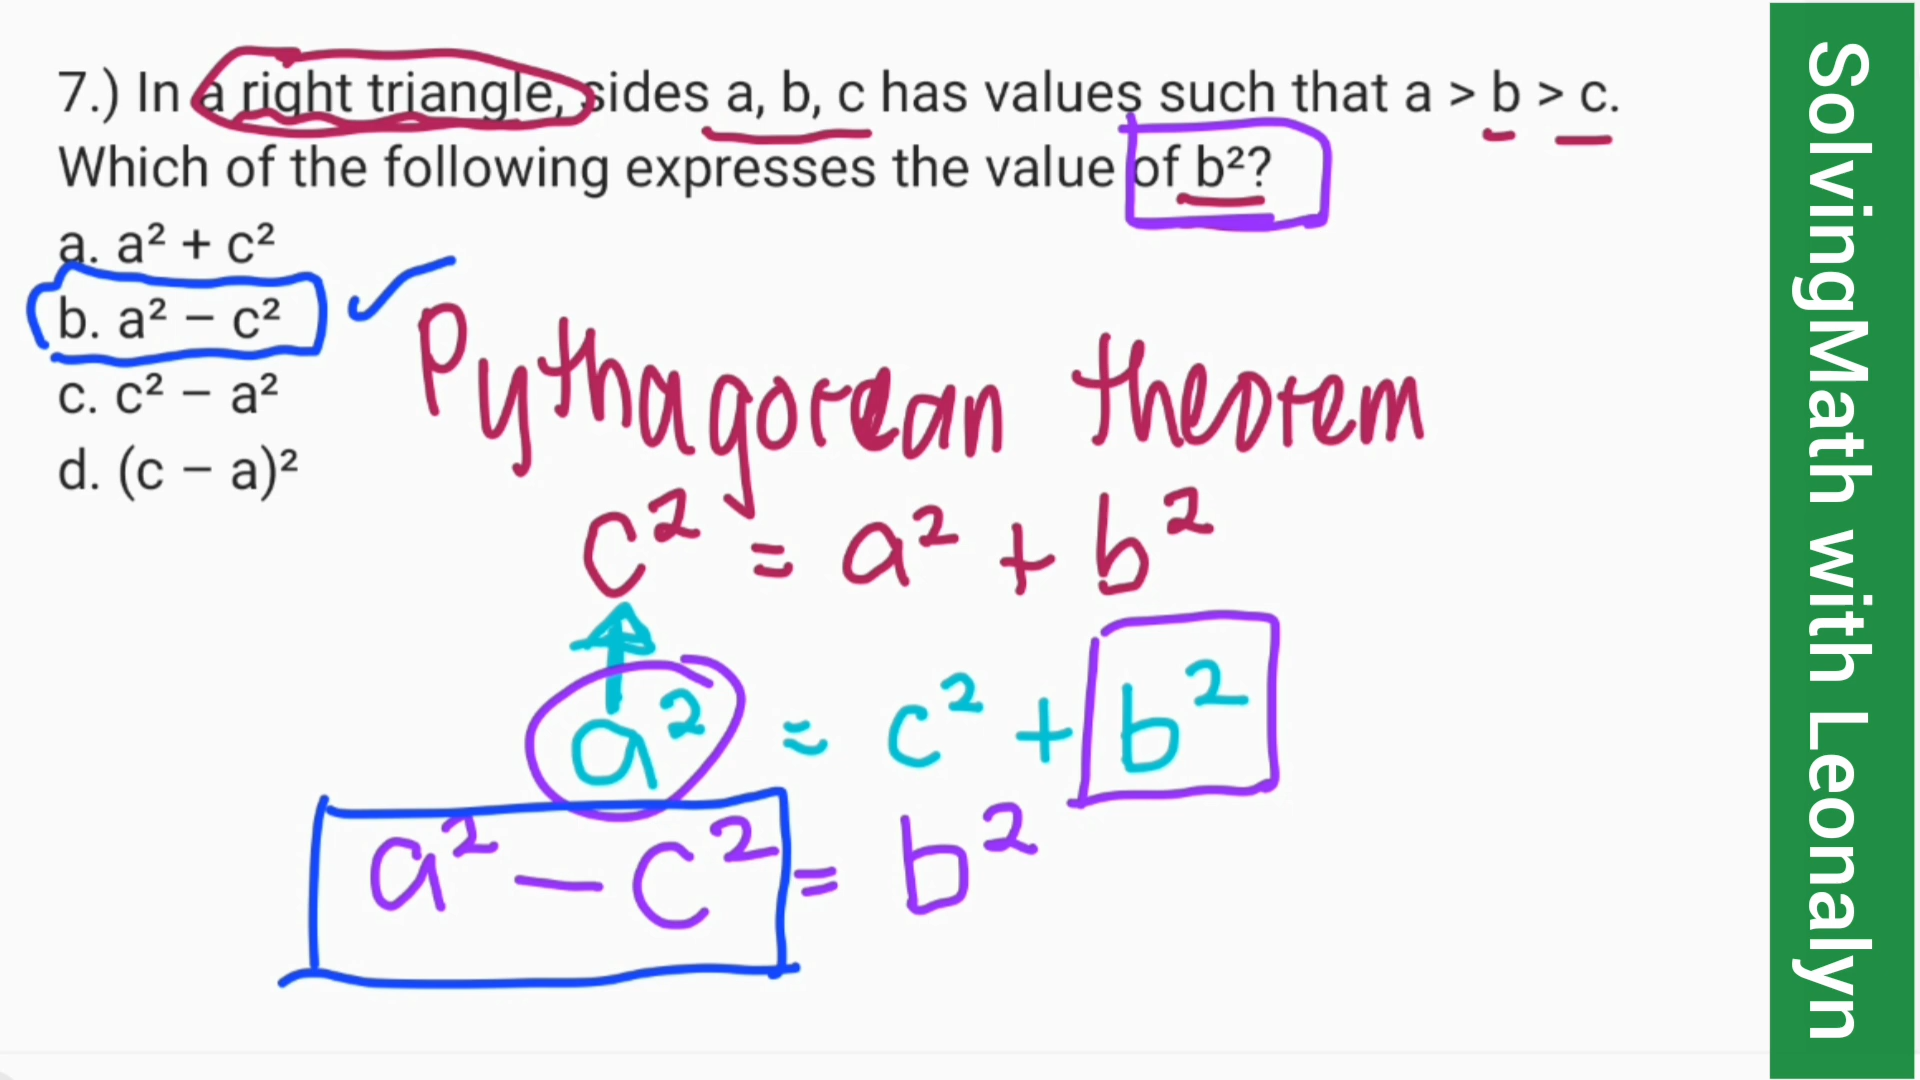 7.) In a right triangle, sides a, b, c has values such that a > b > c.
Which of the following expresses the value of b²?
a. a² + c²
b. a² − c²
c. c² − a²
d. (c − a)²
Pythagorean theorem
c² = a² + b²
a² = c² + b²
a² − c² = b²
SolvingMath with Leonalyn